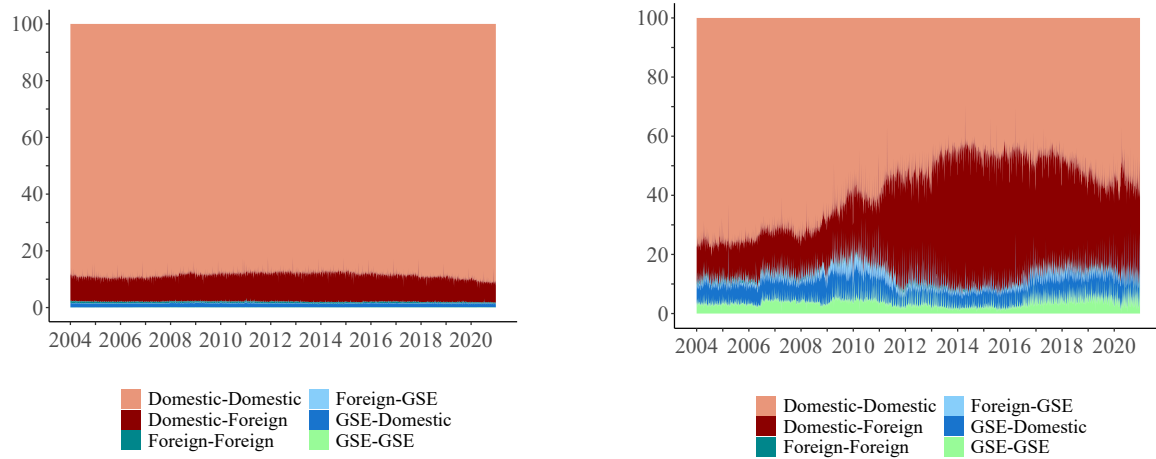 100
80
60
40
20
0
2004 2006 2008 2010 2012 2014 2016 2018 2020
Domestic-Domestic Foreign-GSE
Domestic-Foreign GSE-Domestic
Foreign-Foreign GSE-GSE
100
80
60
40
20
0
2004 2006 2008 2010 2012 2014 2016 2018 2020
Domestic-Domestic Foreign-GSE
Domestic-Foreign GSE-Domestic
Foreign-Foreign GSE-GSE